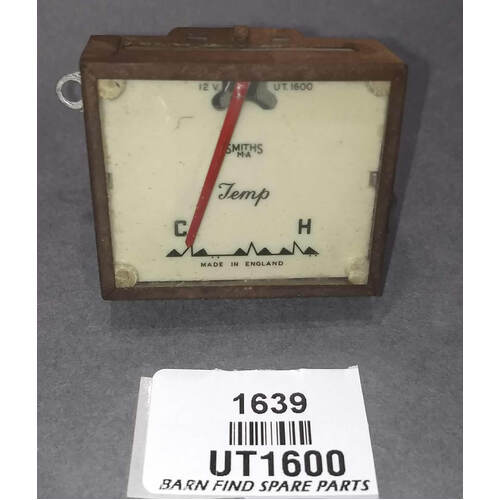 12 V. UT.1600
SMITHS
M·A
Temp
C H
MADE IN ENGLAND
1639
UT1600
BARN FIND SPARE PARTS